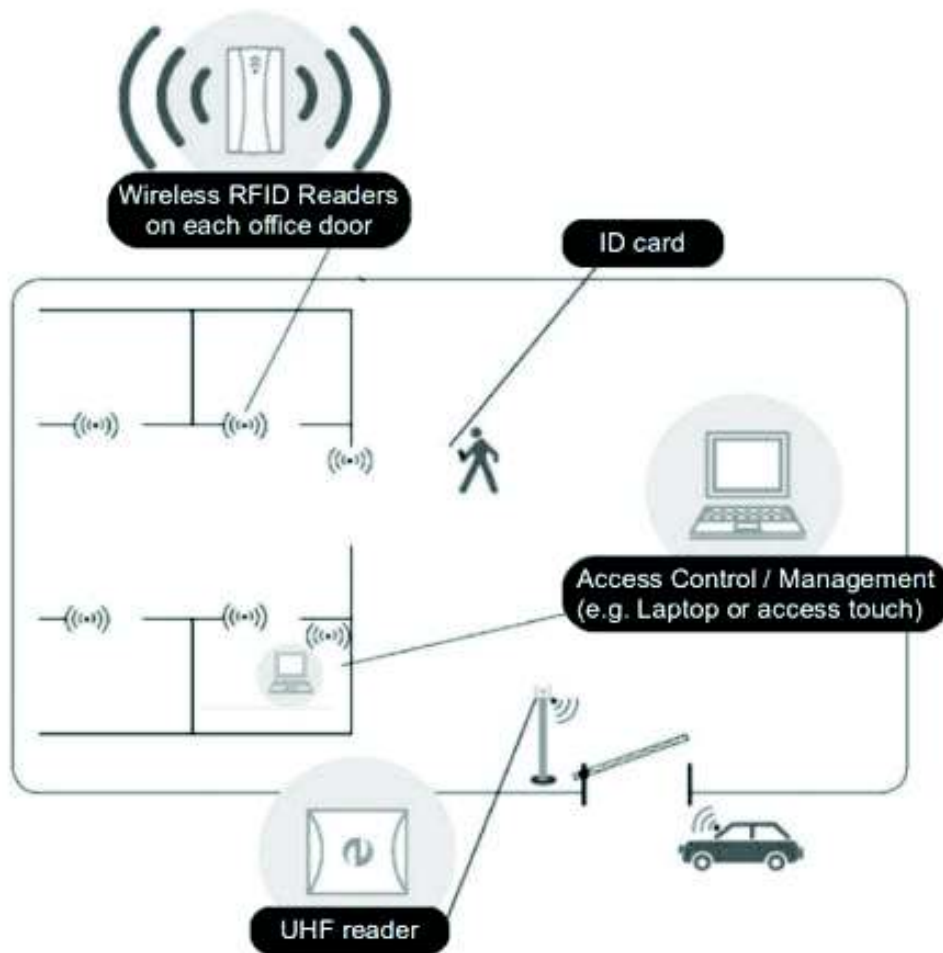 Wireless RFID Readers
on each office door
ID card
Access Control / Management
(e.g. Laptop or access touch)
UHF reader